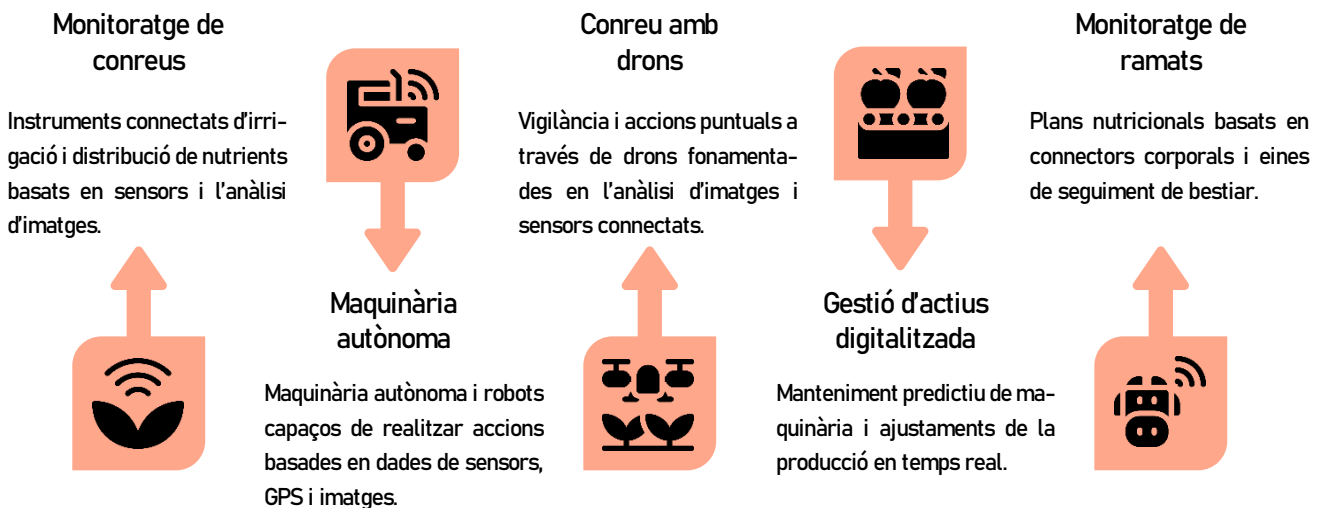 Monitoratge de
conreus
Instruments connectats d'irri-
gació i distribució de nutrients
basats en sensors i l'anàlisi
d'imatges.
Maquinària
autònoma
Maquinària autònoma i robots
capaços de realitzar accions
basades en dades de sensors,
GPS i imatges.
Conreu amb
drons
Vigilància i accions puntuals a
través de drons fonamenta-
des en l'anàlisi d'imatges i
sensors connectats.
Gestió d'actius
digitalitzada
Manteniment predictiu de ma-
quinària i ajustaments de la
producció en temps real.
Monitoratge de
ramats
Plans nutricionals basats en
connectors corporals i eines
de seguiment de bestiar.